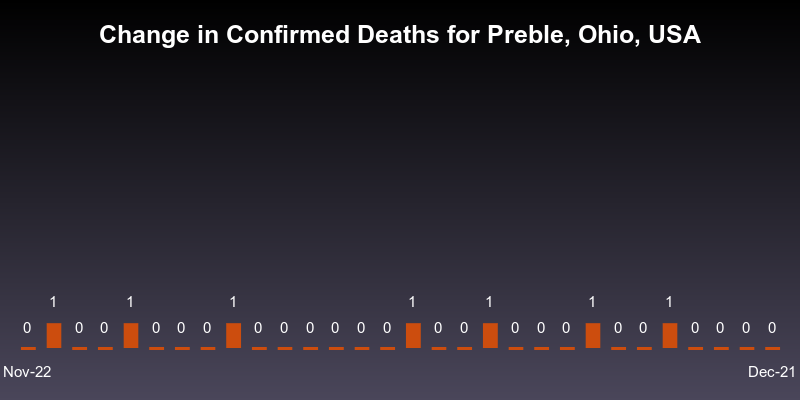 Change in Confirmed Deaths for Preble, Ohio, USA
1 1 1 1 1 1 1
0 0 0 0 0 0 0 0 0 0 0 0 0 0 0 0 0 0 0 0 0 0 0
Nov-22 Dec-21